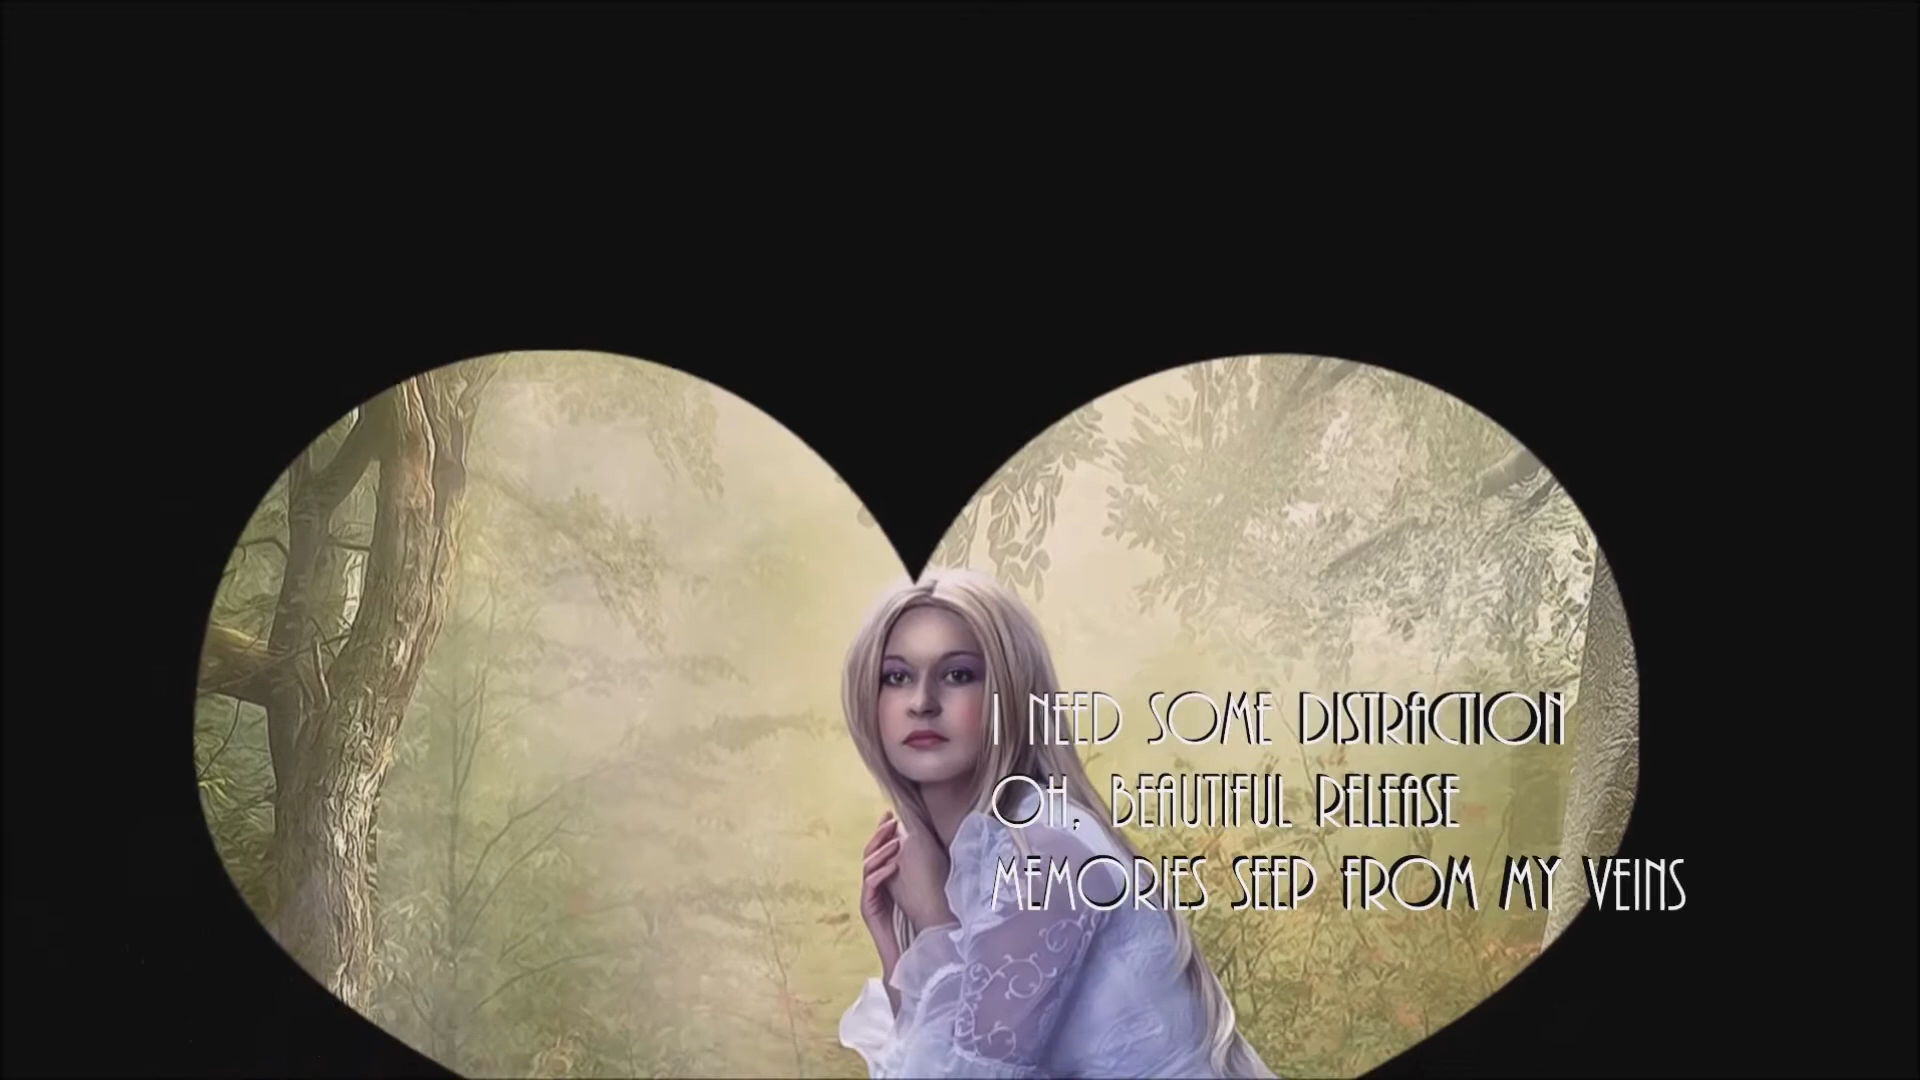 I NEED SOME DISTRACTION
OH, BEAUTIFUL RELEASE
MEMORIES SEEP FROM MY VEINS